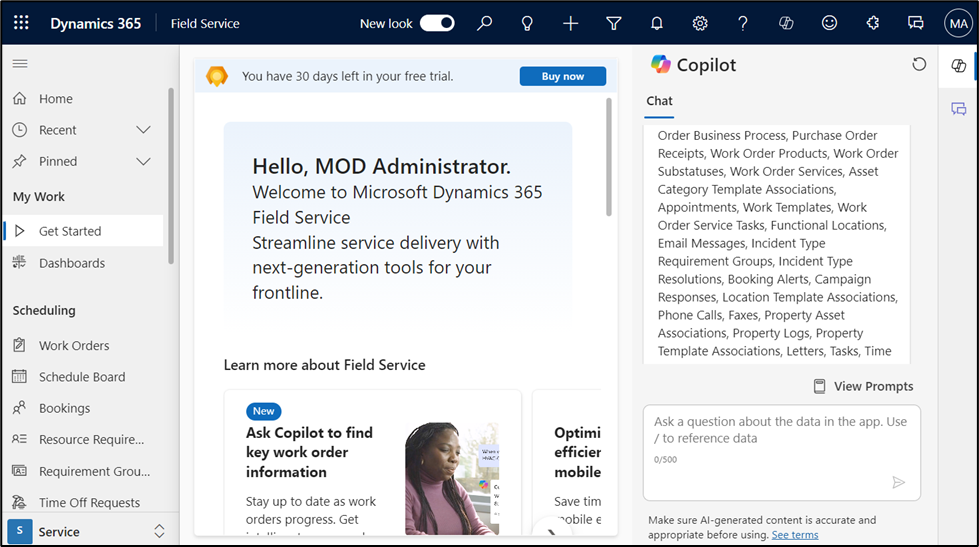 Dynamics 365
Field Service
New look
MA
Home
Recent
Pinned
My Work
Get Started
Dashboards
Scheduling
Work Orders
Schedule Board
Bookings
Resource Require...
Requirement Grou...
Time Off Requests
S
Service
You have 30 days left in your free trial.
Buy now
Hello, MOD Administrator.
Welcome to Microsoft Dynamics 365
Field Service
Streamline service delivery with
next-generation tools for your
frontline.
Learn more about Field Service
New
Ask Copilot to find
key work order
information
Stay up to date as work
orders progress. Get
Optimi
efficien
mobile
Save tim
mobile e
Copilot
Chat
Order Business Process, Purchase Order
Receipts, Work Order Products, Work Order
Substatuses, Work Order Services, Asset
Category Template Associations,
Appointments, Work Templates, Work
Order Service Tasks, Functional Locations,
Email Messages, Incident Type
Requirement Groups, Incident Type
Resolutions, Booking Alerts, Campaign
Responses, Location Template Associations,
Phone Calls, Faxes, Property Asset
Associations, Property Logs, Property
Template Associations, Letters, Tasks, Time
View Prompts
Ask a question about the data in the app. Use
/ to reference data
0/500
Make sure AI-generated content is accurate and
appropriate before using. See terms